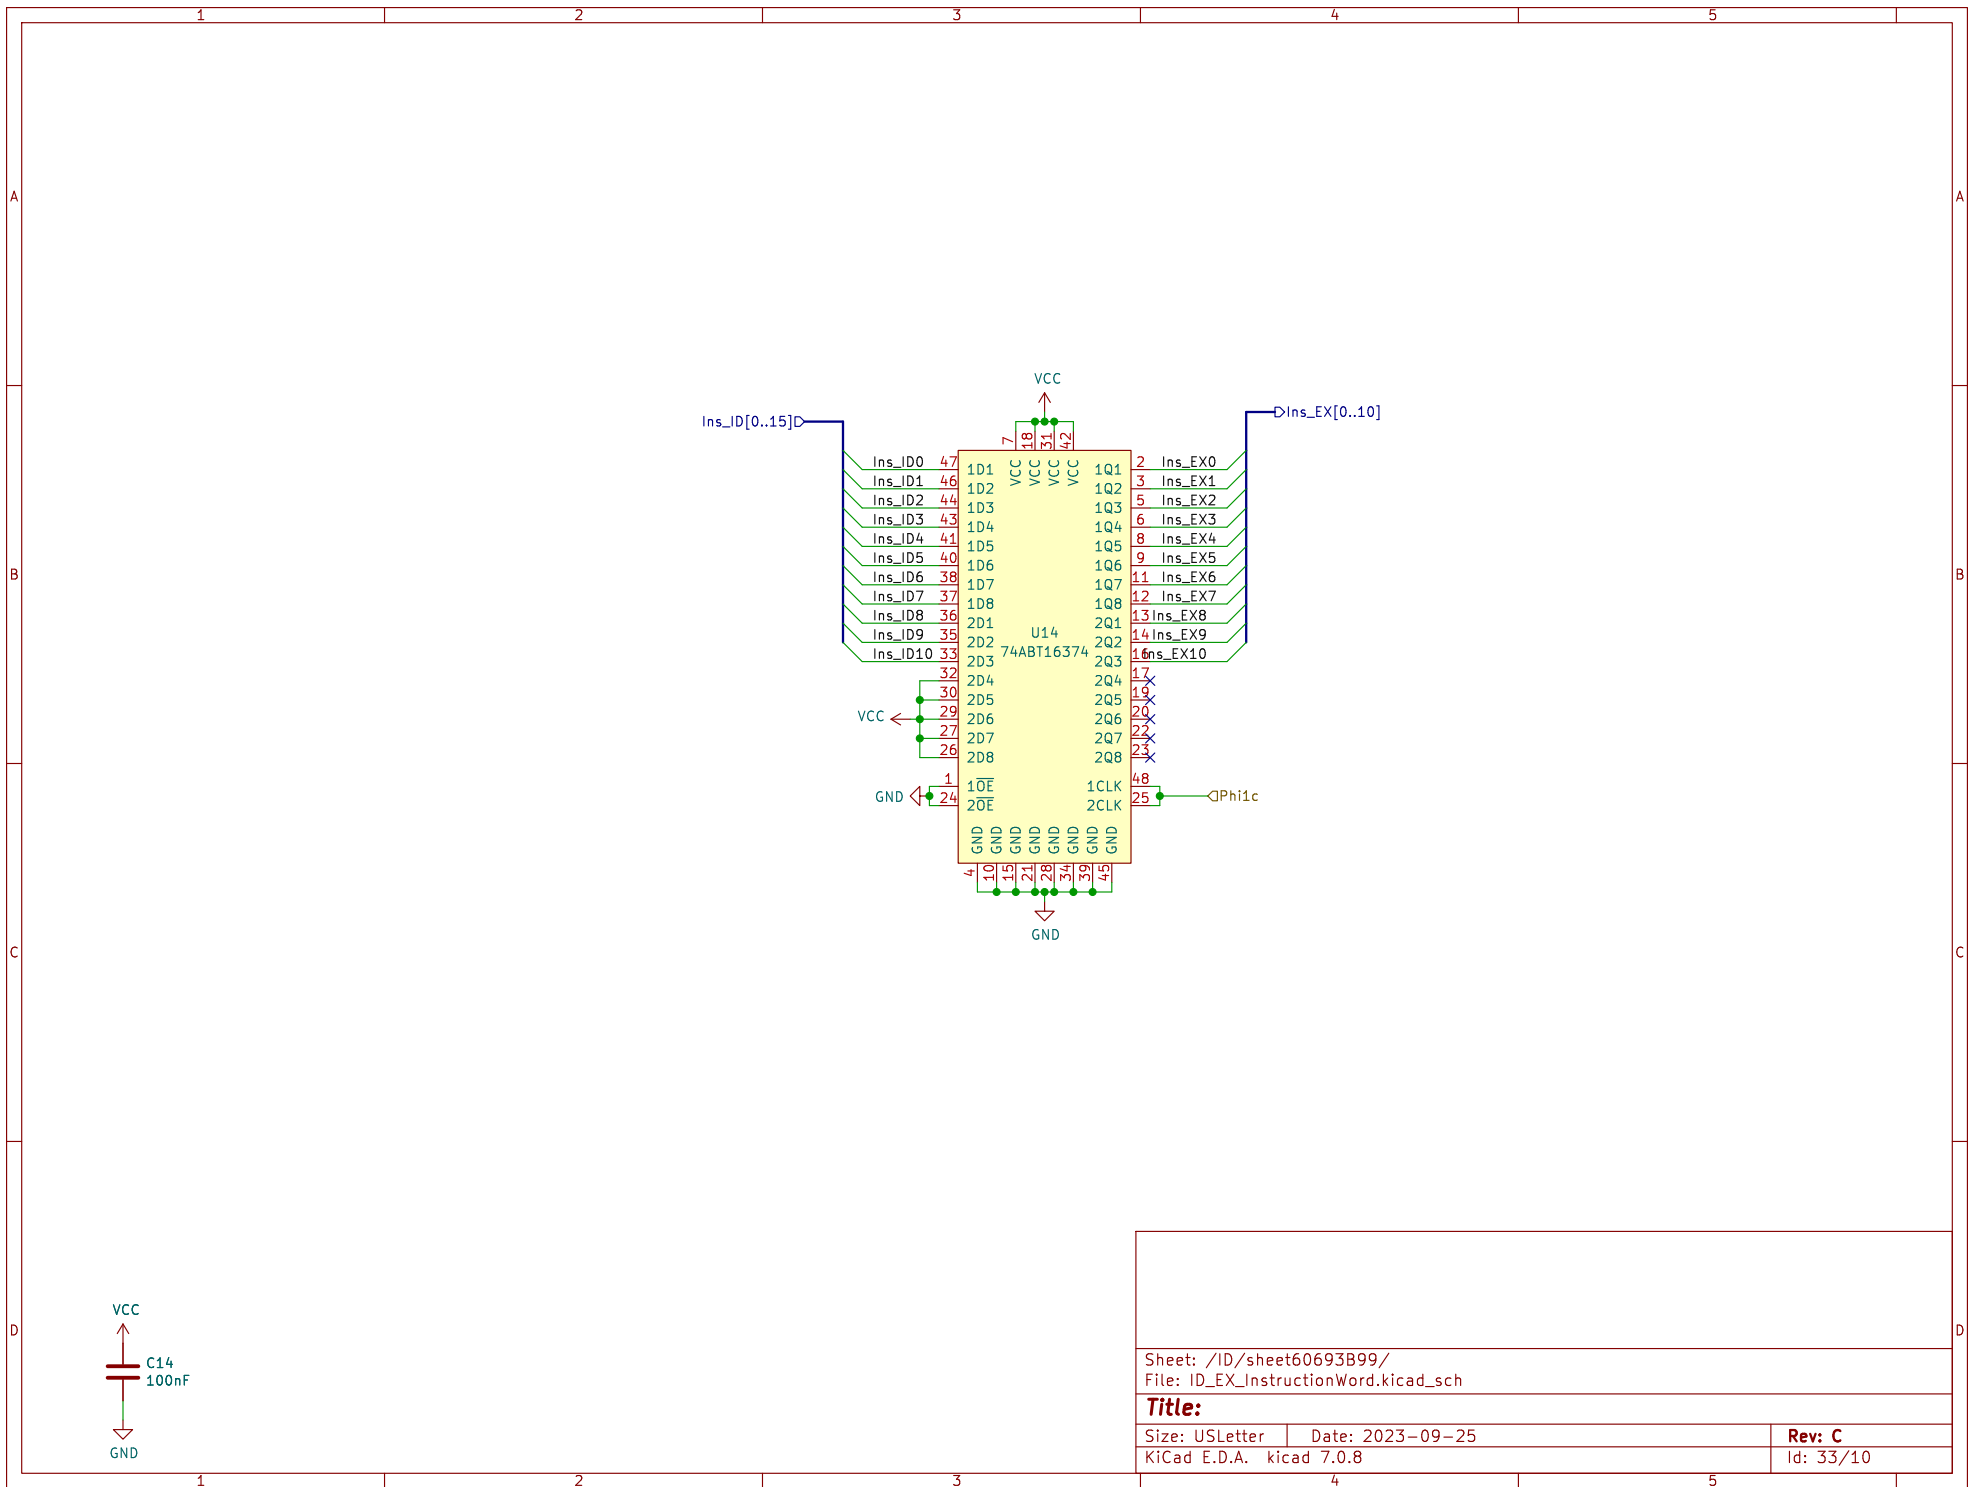 1 2 3 4 5
A A
B B
C C
D D
VCC
Ins_ID[0..15]
Ins_EX[0..10]
7 18 31 42
VCC VCC VCC VCC
Ins_ID0 47 1D1 1Q1 2 Ins_EX0
Ins_ID1 46 1D2 1Q2 3 Ins_EX1
Ins_ID2 44 1D3 1Q3 5 Ins_EX2
Ins_ID3 43 1D4 1Q4 6 Ins_EX3
Ins_ID4 41 1D5 1Q5 8 Ins_EX4
Ins_ID5 40 1D6 1Q6 9 Ins_EX5
Ins_ID6 38 1D7 1Q7 11 Ins_EX6
Ins_ID7 37 1D8 1Q8 12 Ins_EX7
Ins_ID8 36 2D1 2Q1 13 Ins_EX8
Ins_ID9 35 2D2 2Q2 14 Ins_EX9
U14
74ABT16374
Ins_ID10 33 2D3 2Q3 16 Ins_EX10
32 2D4 2Q4 17
30 2D5 2Q5 19
VCC 29 2D6 2Q6 20
27 2D7 2Q7 22
26 2D8 2Q8 23
1 1OE 1CLK 48
GND Phi1c
24 2OE 2CLK 25
GND GND GND GND GND GND GND GND
4 10 15 21 28 34 39 45
GND
VCC
C14
100nF
GND
Sheet: /ID/sheet60693B99/
File: ID_EX_InstructionWord.kicad_sch
Title:
Size: USLetter Date: 2023-09-25 Rev: C
KiCad E.D.A. kicad 7.0.8 Id: 33/10
1 2 3 4 5